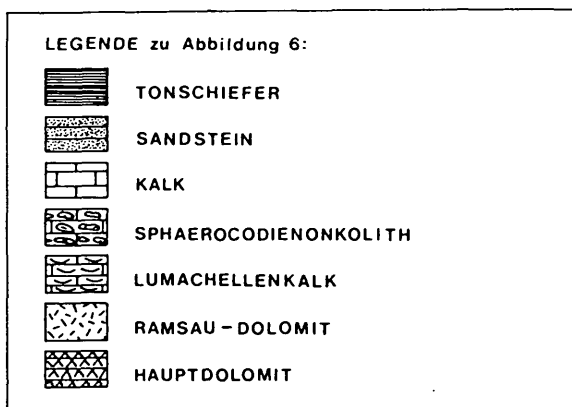 LEGENDE zu Abbildung 6:
TONSCHIEFER
SANDSTEIN
KALK
SPHAEROCODIENONKOLITH
LUMACHELLENKALK
RAMSAU-DOLOMIT
HAUPTDOLOMIT